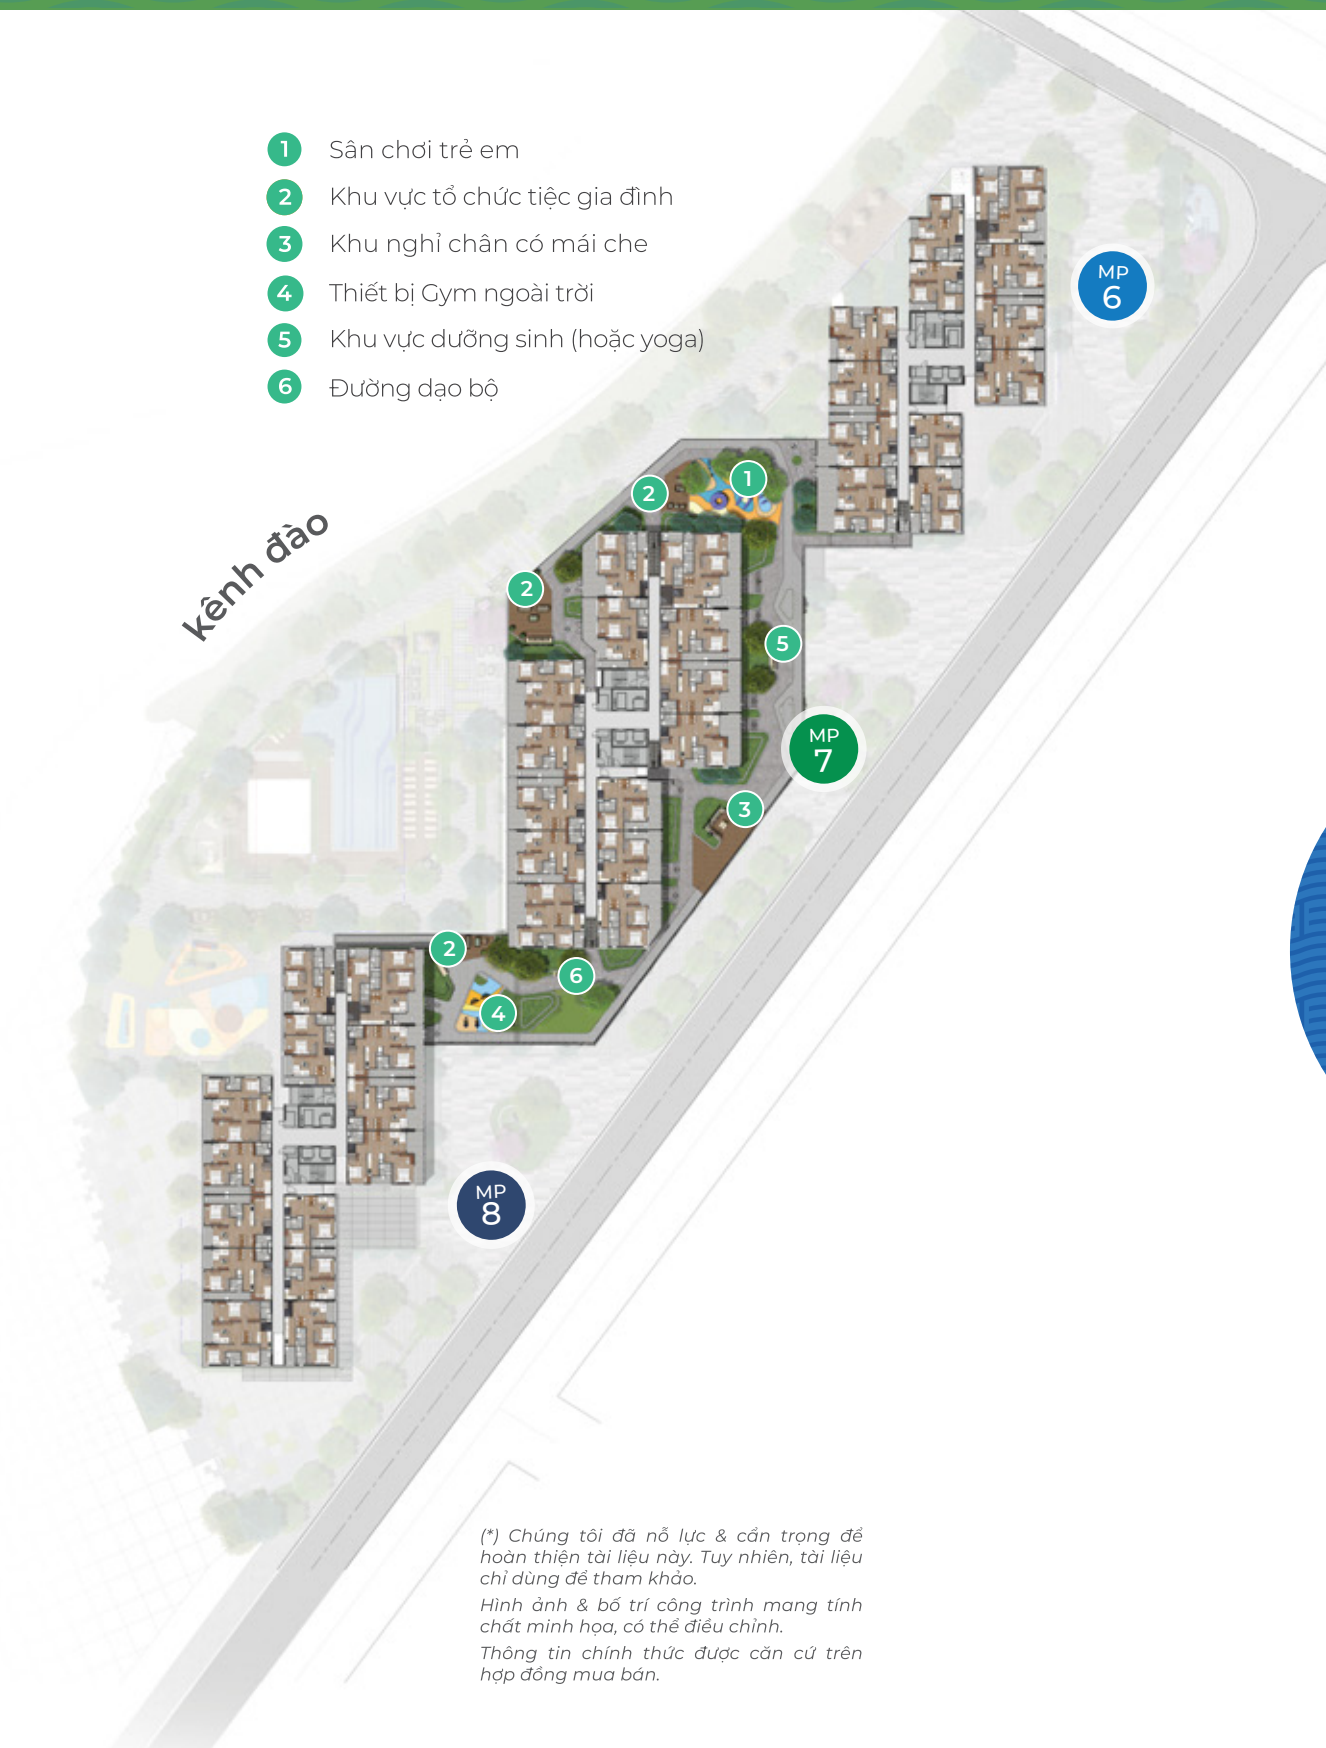 1 Sân chơi trẻ em
2 Khu vực tổ chức tiệc gia đình
3 Khu nghỉ chân có mái che
4 Thiết bị Gym ngoài trời
5 Khu vực dưỡng sinh (hoặc yoga)
6 Đường dạo bộ
MP
6
1
2
kênh đào
2
5
MP
7
3
2
6
4
MP
8
(*) Chúng tôi đã nỗ lực & cẩn trọng để
hoàn thiện tài liệu này. Tuy nhiên, tài liệu
chỉ dùng để tham khảo.
Hình ảnh & bố trí công trình mang tính
chất minh họa, có thể điều chỉnh.
Thông tin chính thức được căn cứ trên
hợp đồng mua bán.